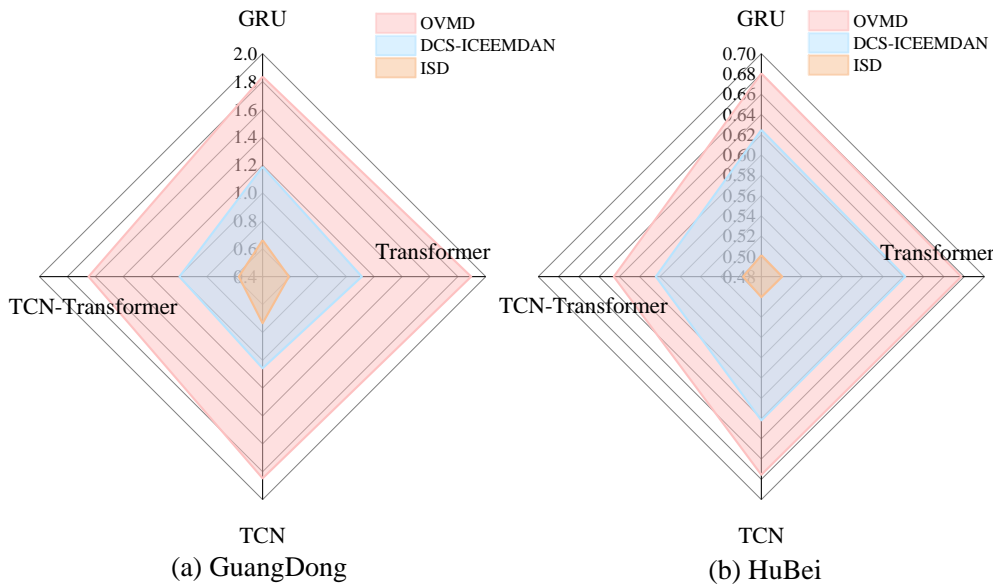 GRU
OVMD
DCS-ICEEMDAN
ISD
2.0
1.8
1.6
1.4
1.2
1.0
0.8
0.6
0.4
Transformer
TCN-Transformer
TCN
(a) GuangDong
GRU
OVMD
DCS-ICEEMDAN
ISD
0.70
0.68
0.66
0.64
0.62
0.60
0.58
0.56
0.54
0.52
0.50
0.48
Transformer
TCN-Transformer
TCN
(b) HuBei